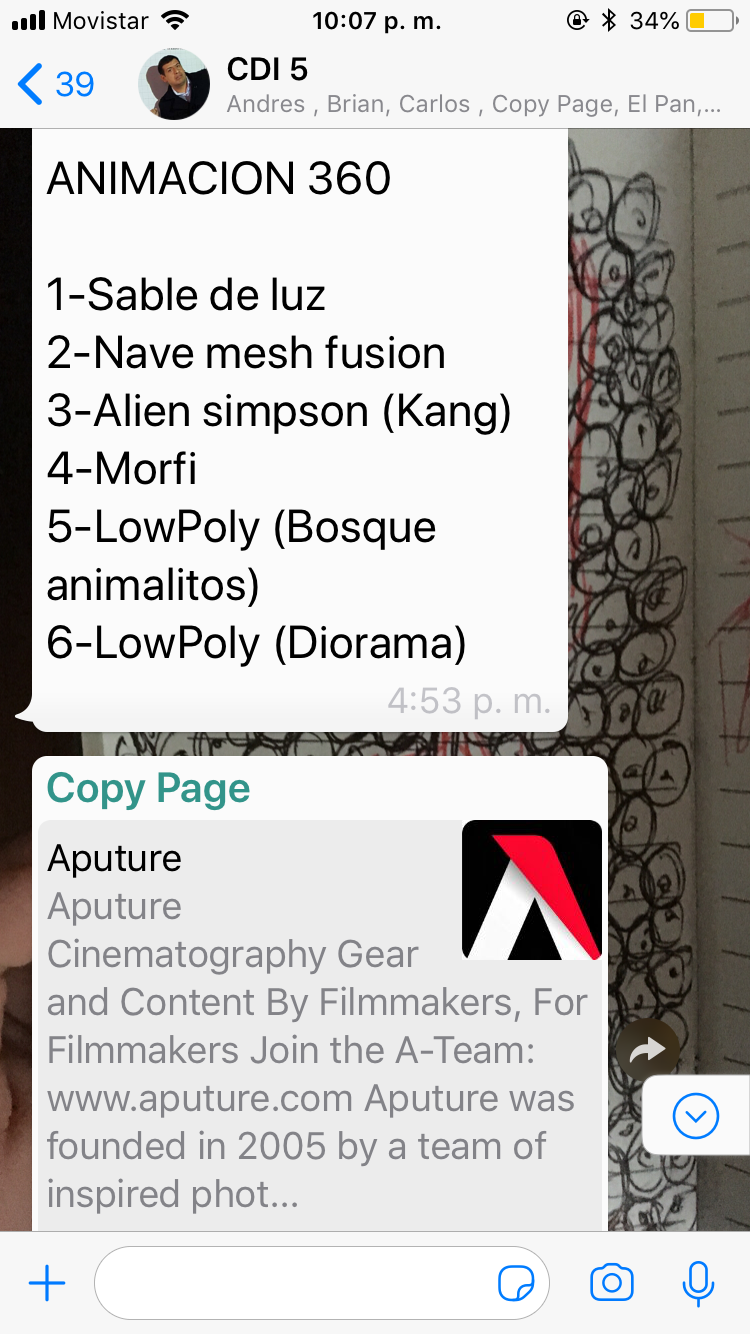 Movistar 10:07 p. m. 34%
39 CDI 5
Andres , Brian, Carlos , Copy Page, El Pan,...
ANIMACION 360
1-Sable de luz
2-Nave mesh fusion
3-Alien simpson (Kang)
4-Morfi
5-LowPoly (Bosque
animalitos)
6-LowPoly (Diorama)
4:53 p. m.
Copy Page
Aputure
Aputure
Cinematography Gear
and Content By Filmmakers, For
Filmmakers Join the A-Team:
www.aputure.com Aputure was
founded in 2005 by a team of
inspired phot...